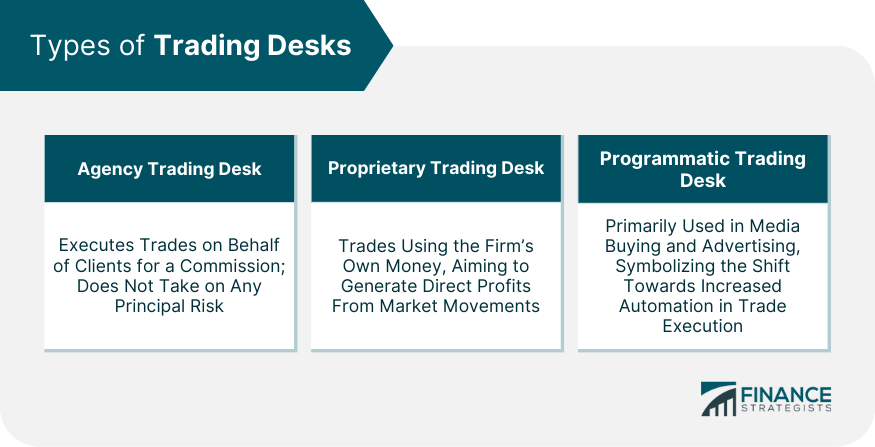 Types of Trading Desks
Agency Trading Desk
Executes Trades on Behalf
of Clients for a Commission;
Does Not Take on Any
Principal Risk
Proprietary Trading Desk
Trades Using the Firm’s
Own Money, Aiming to
Generate Direct Profits
From Market Movements
Programmatic Trading
Desk
Primarily Used in Media
Buying and Advertising,
Symbolizing the Shift
Towards Increased
Automation in Trade
Execution
FINANCE
STRATEGISTS